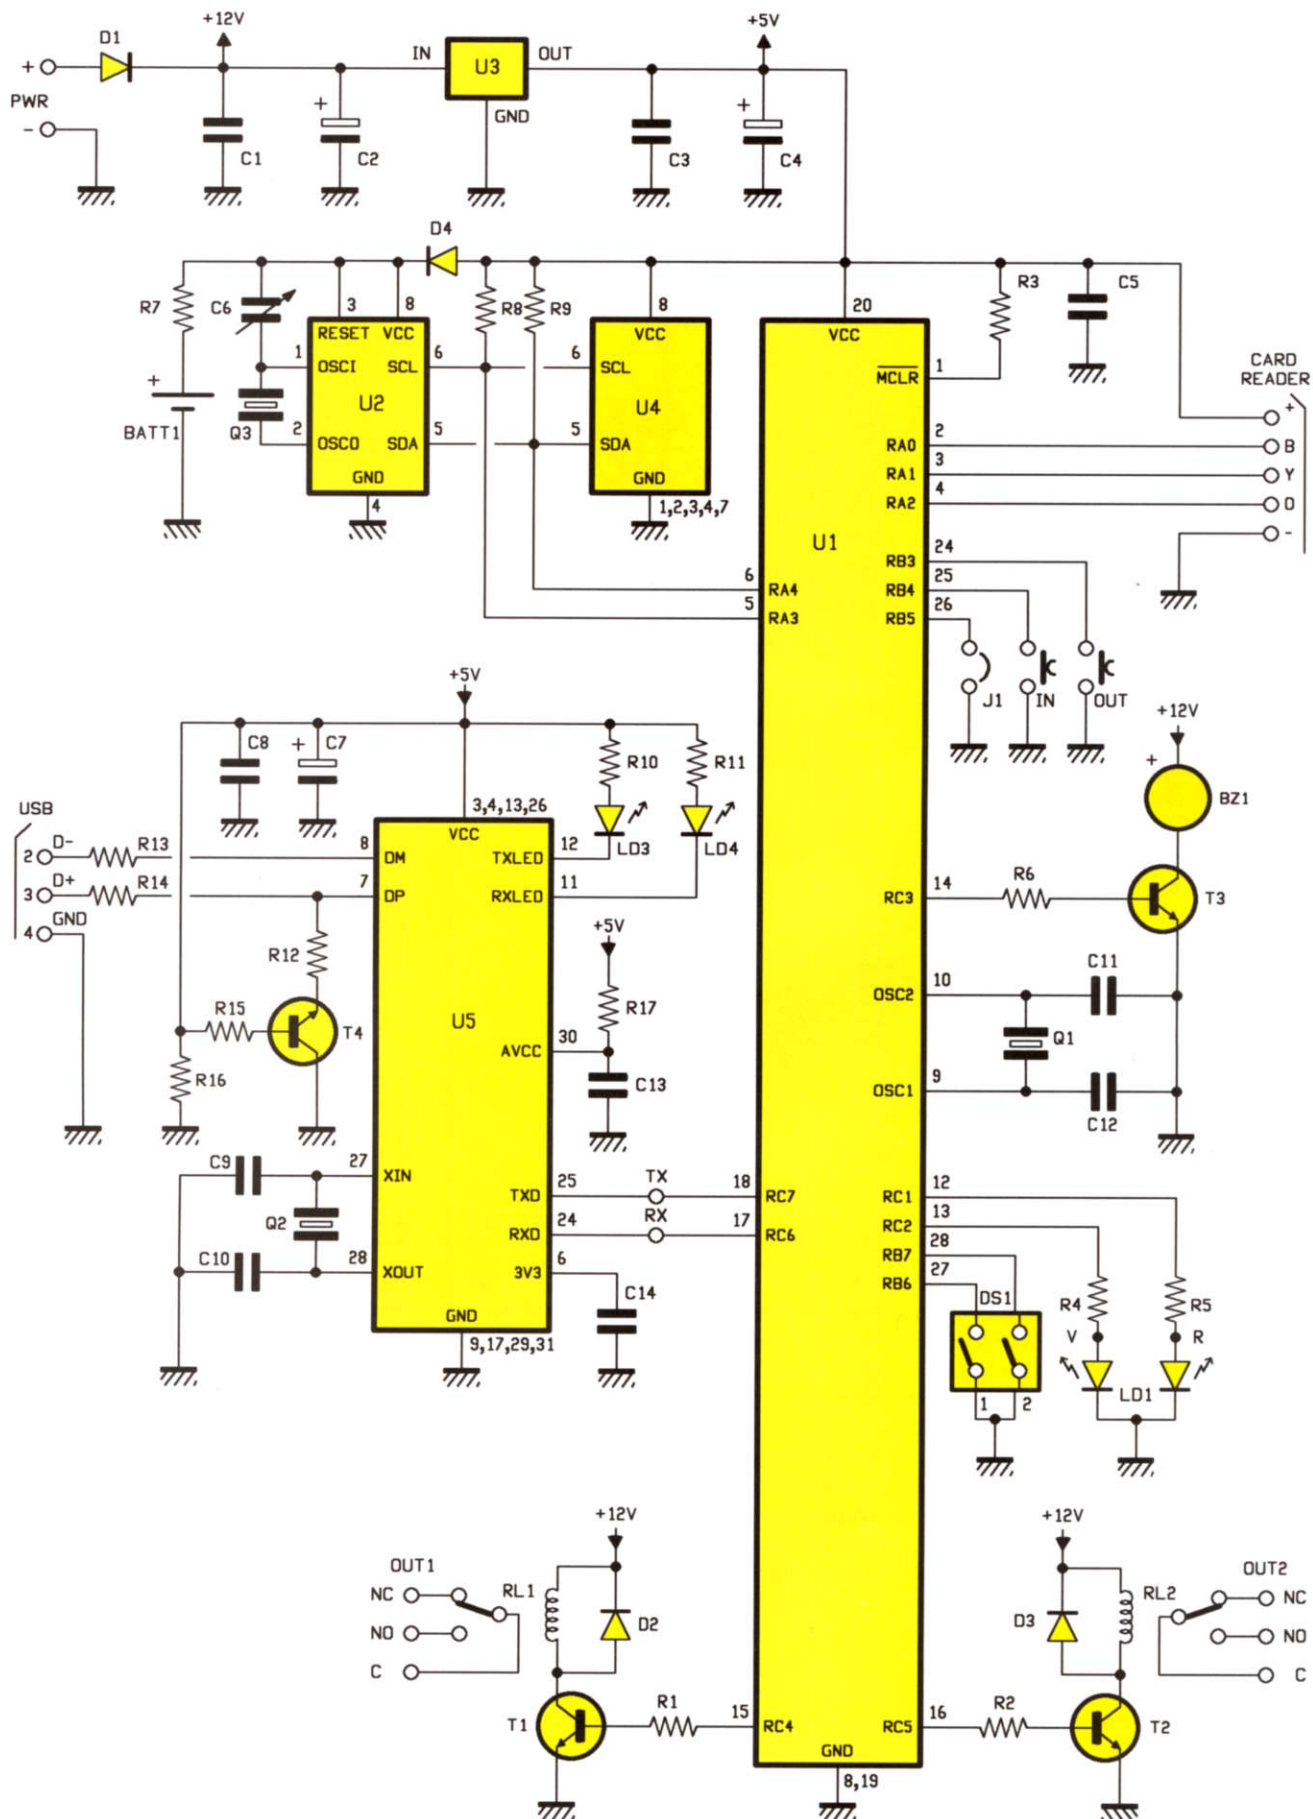 +12V
+5V
D1
IN
U3
OUT
+
PWR
-
GND
+
+
C1
C2
C3
C4
D4
R7
C6
3
8
R8
R9
8
20
R3
C5
RESET VCC
VCC
VCC
1
OSCI
SCL
6
6
SCL
MCLR
1
CARD
READER
+
U2
U4
+
BATT1
Q3
2
OSCO
SDA
5
5
SDA
RA0
2
B
RA1
3
Y
GND
GND
RA2
4
D
4
1,2,3,4,7
-
U1
RB3
24
6
RA4
RB4
25
5
RA3
RB5
26
J1
IN
OUT
+5V
+12V
C8
+
C7
R10
R11
+
BZ1
USB
3,4,13,26
VCC
LD3
LD4
2
D-
R13
8
DM
TXLED
12
3
D+
R14
7
DP
RXLED
11
R6
4
GND
RC3
14
T3
+5V
R12
R15
T4
U5
R17
C11
OSC2
10
AVCC
30
Q1
R16
C13
OSC1
9
C12
C9
27
XIN
TXD
25
TX
18
RC7
RC1
12
Q2
RXD
24
RX
17
RC6
RC2
13
C10
28
XOUT
3V3
6
RB7
28
RB6
27
C14
DS1
R4
R5
GND
9,17,29,31
V
R
1
2
LD1
+12V
+12V
OUT1
OUT2
NC
RL1
RL2
NC
NO
D2
D3
NO
C
C
T1
R1
15
RC4
RC5
16
R2
T2
GND
8,19